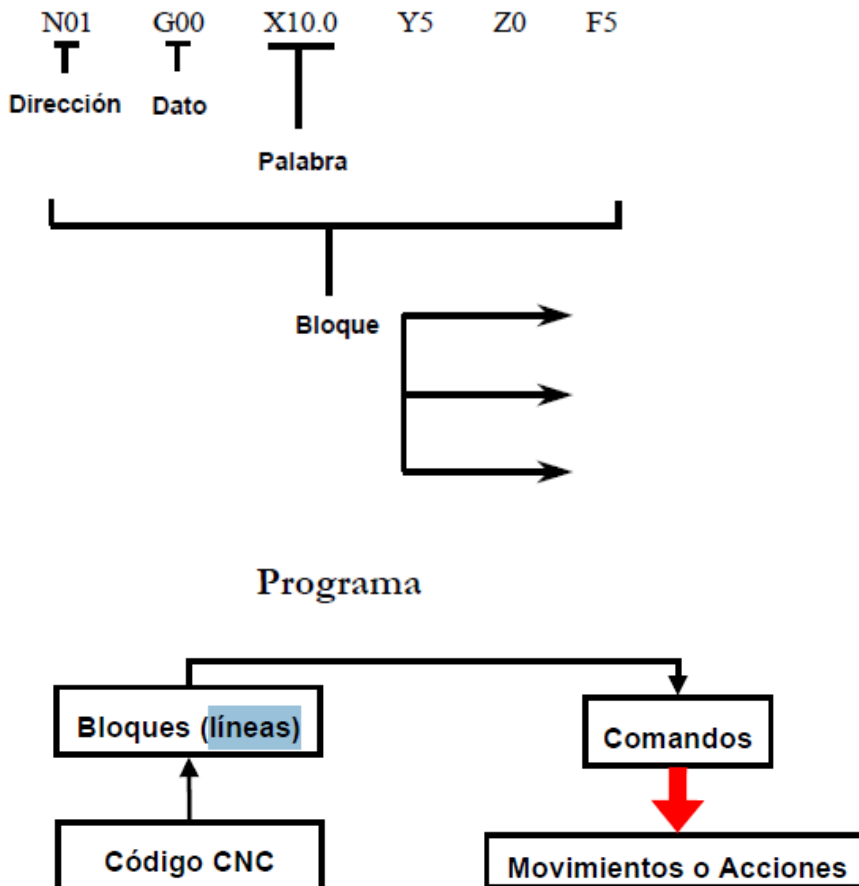 N01 G00 X10.0 Y5 Z0 F5
Dirección Dato
Palabra
Bloque
Programa
Bloques (líneas)
Comandos
Código CNC
Movimientos o Acciones